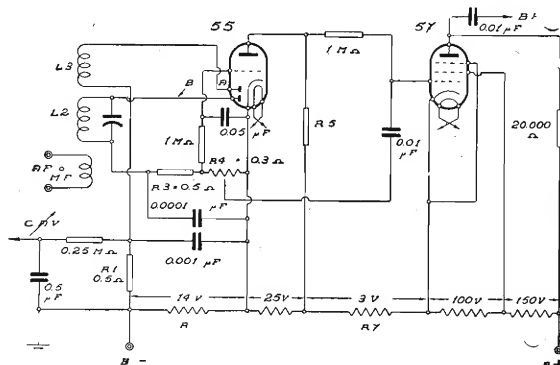 55
57
0.01 μF
B+
L3
A
B
1 MΩ
L2
0.05 μF
R5
20.000 Ω
1 MΩ
R4 0.3 Ω
0.01 μF
MF
R3=0.5 Ω
0.0001 μF
0.25 MΩ
0.001 μF
0.5 μF
R1 0.5Ω
14 V
25V
3 V
100V
150V
R
R7
B-